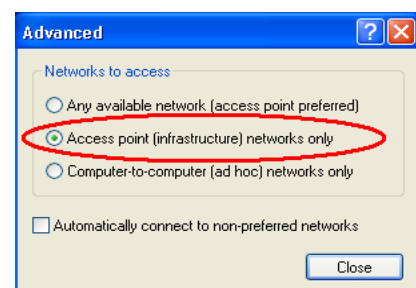 Advanced
Networks to access
Any available network (access point preferred)
Access point (infrastructure) networks only
Computer-to-computer (ad hoc) networks only
Automatically connect to non-preferred networks
Close